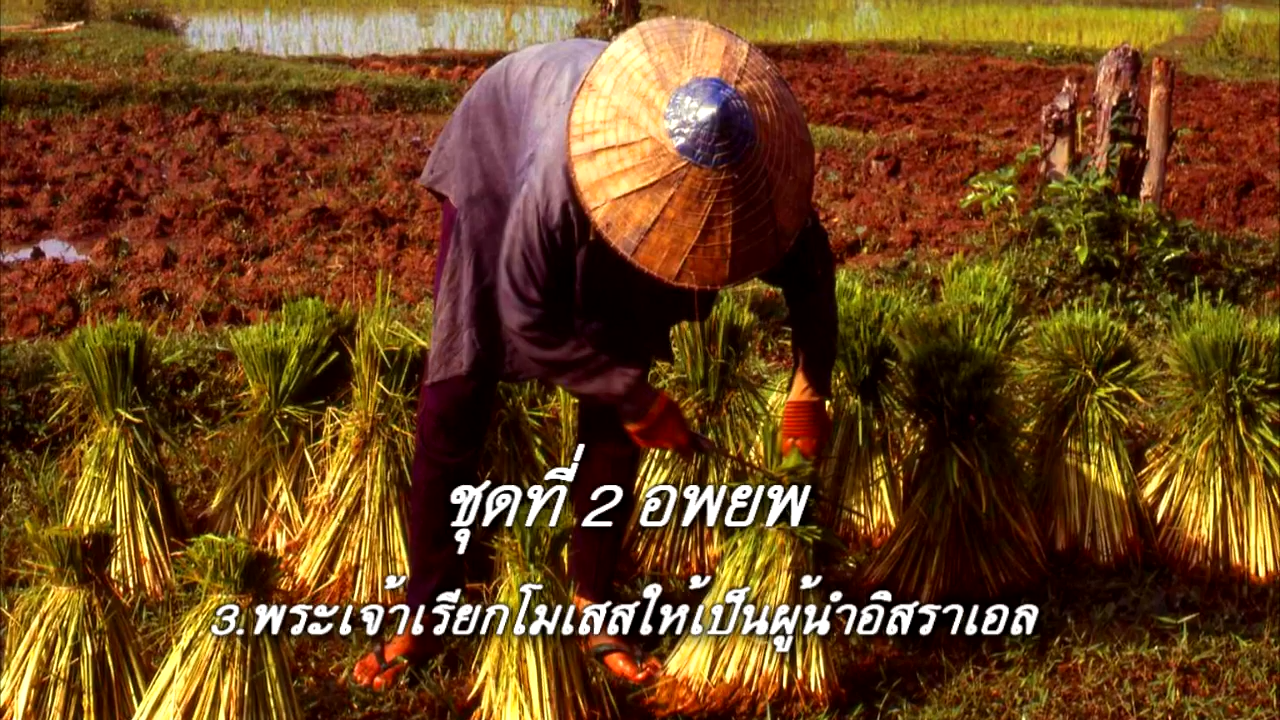 ชุดที่ 2 อพยพ
3.พระเจ้าเรียกโมเสสให้เป็นผู้นำอิสราเอล